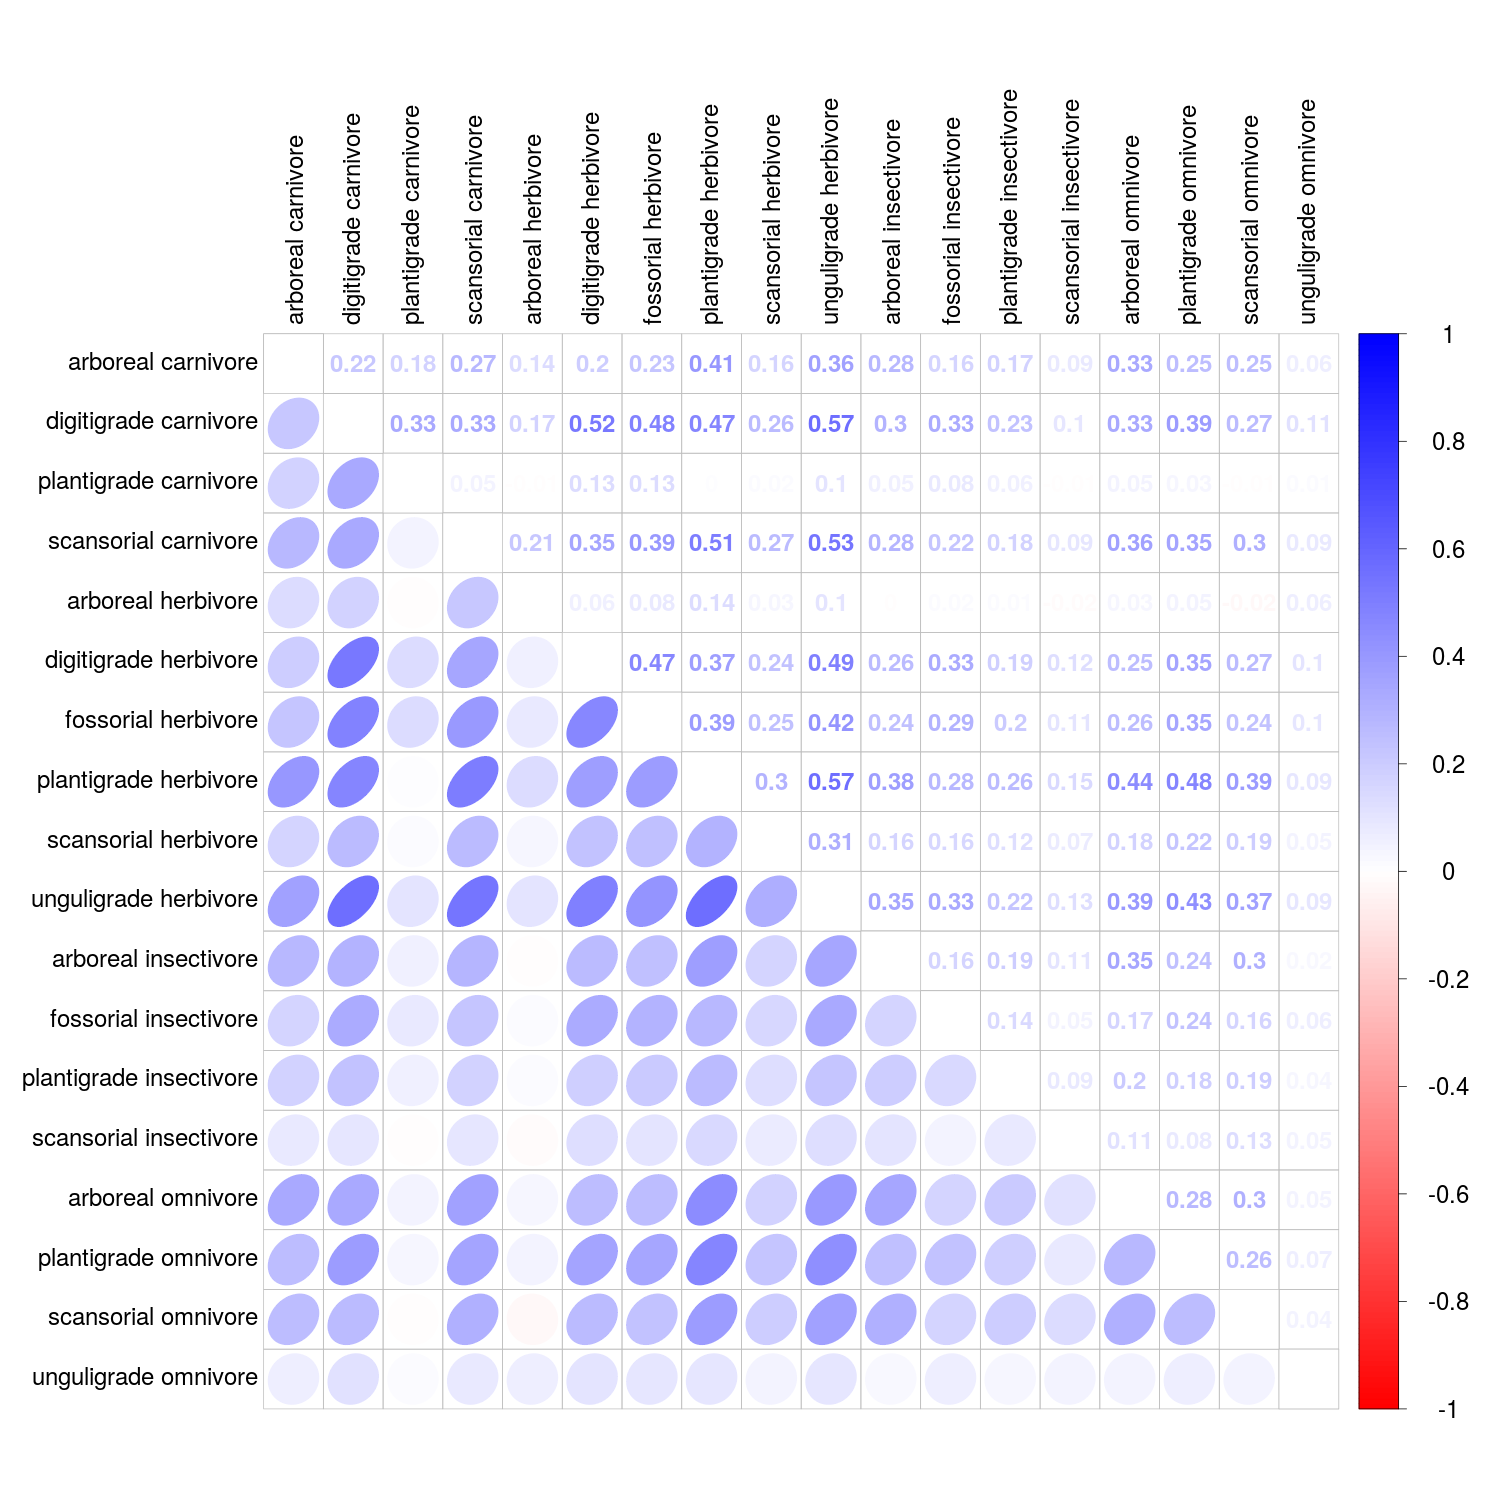 arboreal carnivore
digitigrade carnivore
plantigrade carnivore
scansorial carnivore
arboreal herbivore
digitigrade herbivore
fossorial herbivore
plantigrade herbivore
scansorial herbivore
unguligrade herbivore
arboreal insectivore
fossorial insectivore
plantigrade insectivore
scansorial insectivore
arboreal omnivore
plantigrade omnivore
scansorial omnivore
unguligrade omnivore
arboreal carnivore 0.22 0.18 0.27 0.14 0.2 0.23 0.41 0.16 0.36 0.28 0.16 0.17 0.09 0.33 0.25 0.25 0.06
digitigrade carnivore 0.33 0.33 0.17 0.52 0.48 0.47 0.26 0.57 0.3 0.33 0.23 0.1 0.33 0.39 0.27 0.11
plantigrade carnivore 0.05 0.13 0.13 0 0.02 0.1 0.05 0.08 0.06 0.05 0.03 0.01
scansorial carnivore 0.21 0.35 0.39 0.51 0.27 0.53 0.28 0.22 0.18 0.09 0.36 0.35 0.3 0.09
arboreal herbivore 0.06 0.08 0.14 0.03 0.1 0.02 0.01 -0.02 0.03 0.05 -0.02 0.06
digitigrade herbivore 0.47 0.37 0.24 0.49 0.26 0.33 0.19 0.12 0.25 0.35 0.27 0.1
fossorial herbivore 0.39 0.25 0.42 0.24 0.29 0.2 0.11 0.26 0.35 0.24 0.1
plantigrade herbivore 0.3 0.57 0.38 0.28 0.26 0.15 0.44 0.48 0.39 0.09
scansorial herbivore 0.31 0.16 0.16 0.12 0.07 0.18 0.22 0.19 0.05
unguligrade herbivore 0.35 0.33 0.22 0.13 0.39 0.43 0.37 0.09
arboreal insectivore 0.16 0.19 0.11 0.35 0.24 0.3 0.02
fossorial insectivore 0.14 0.05 0.17 0.24 0.16 0.06
plantigrade insectivore 0.09 0.2 0.18 0.19 0.04
scansorial insectivore 0.11 0.08 0.13 0.05
arboreal omnivore 0.28 0.3 0.05
plantigrade omnivore 0.26 0.07
scansorial omnivore 0.04
unguligrade omnivore
1
0.8
0.6
0.4
0.2
0
-0.2
-0.4
-0.6
-0.8
-1